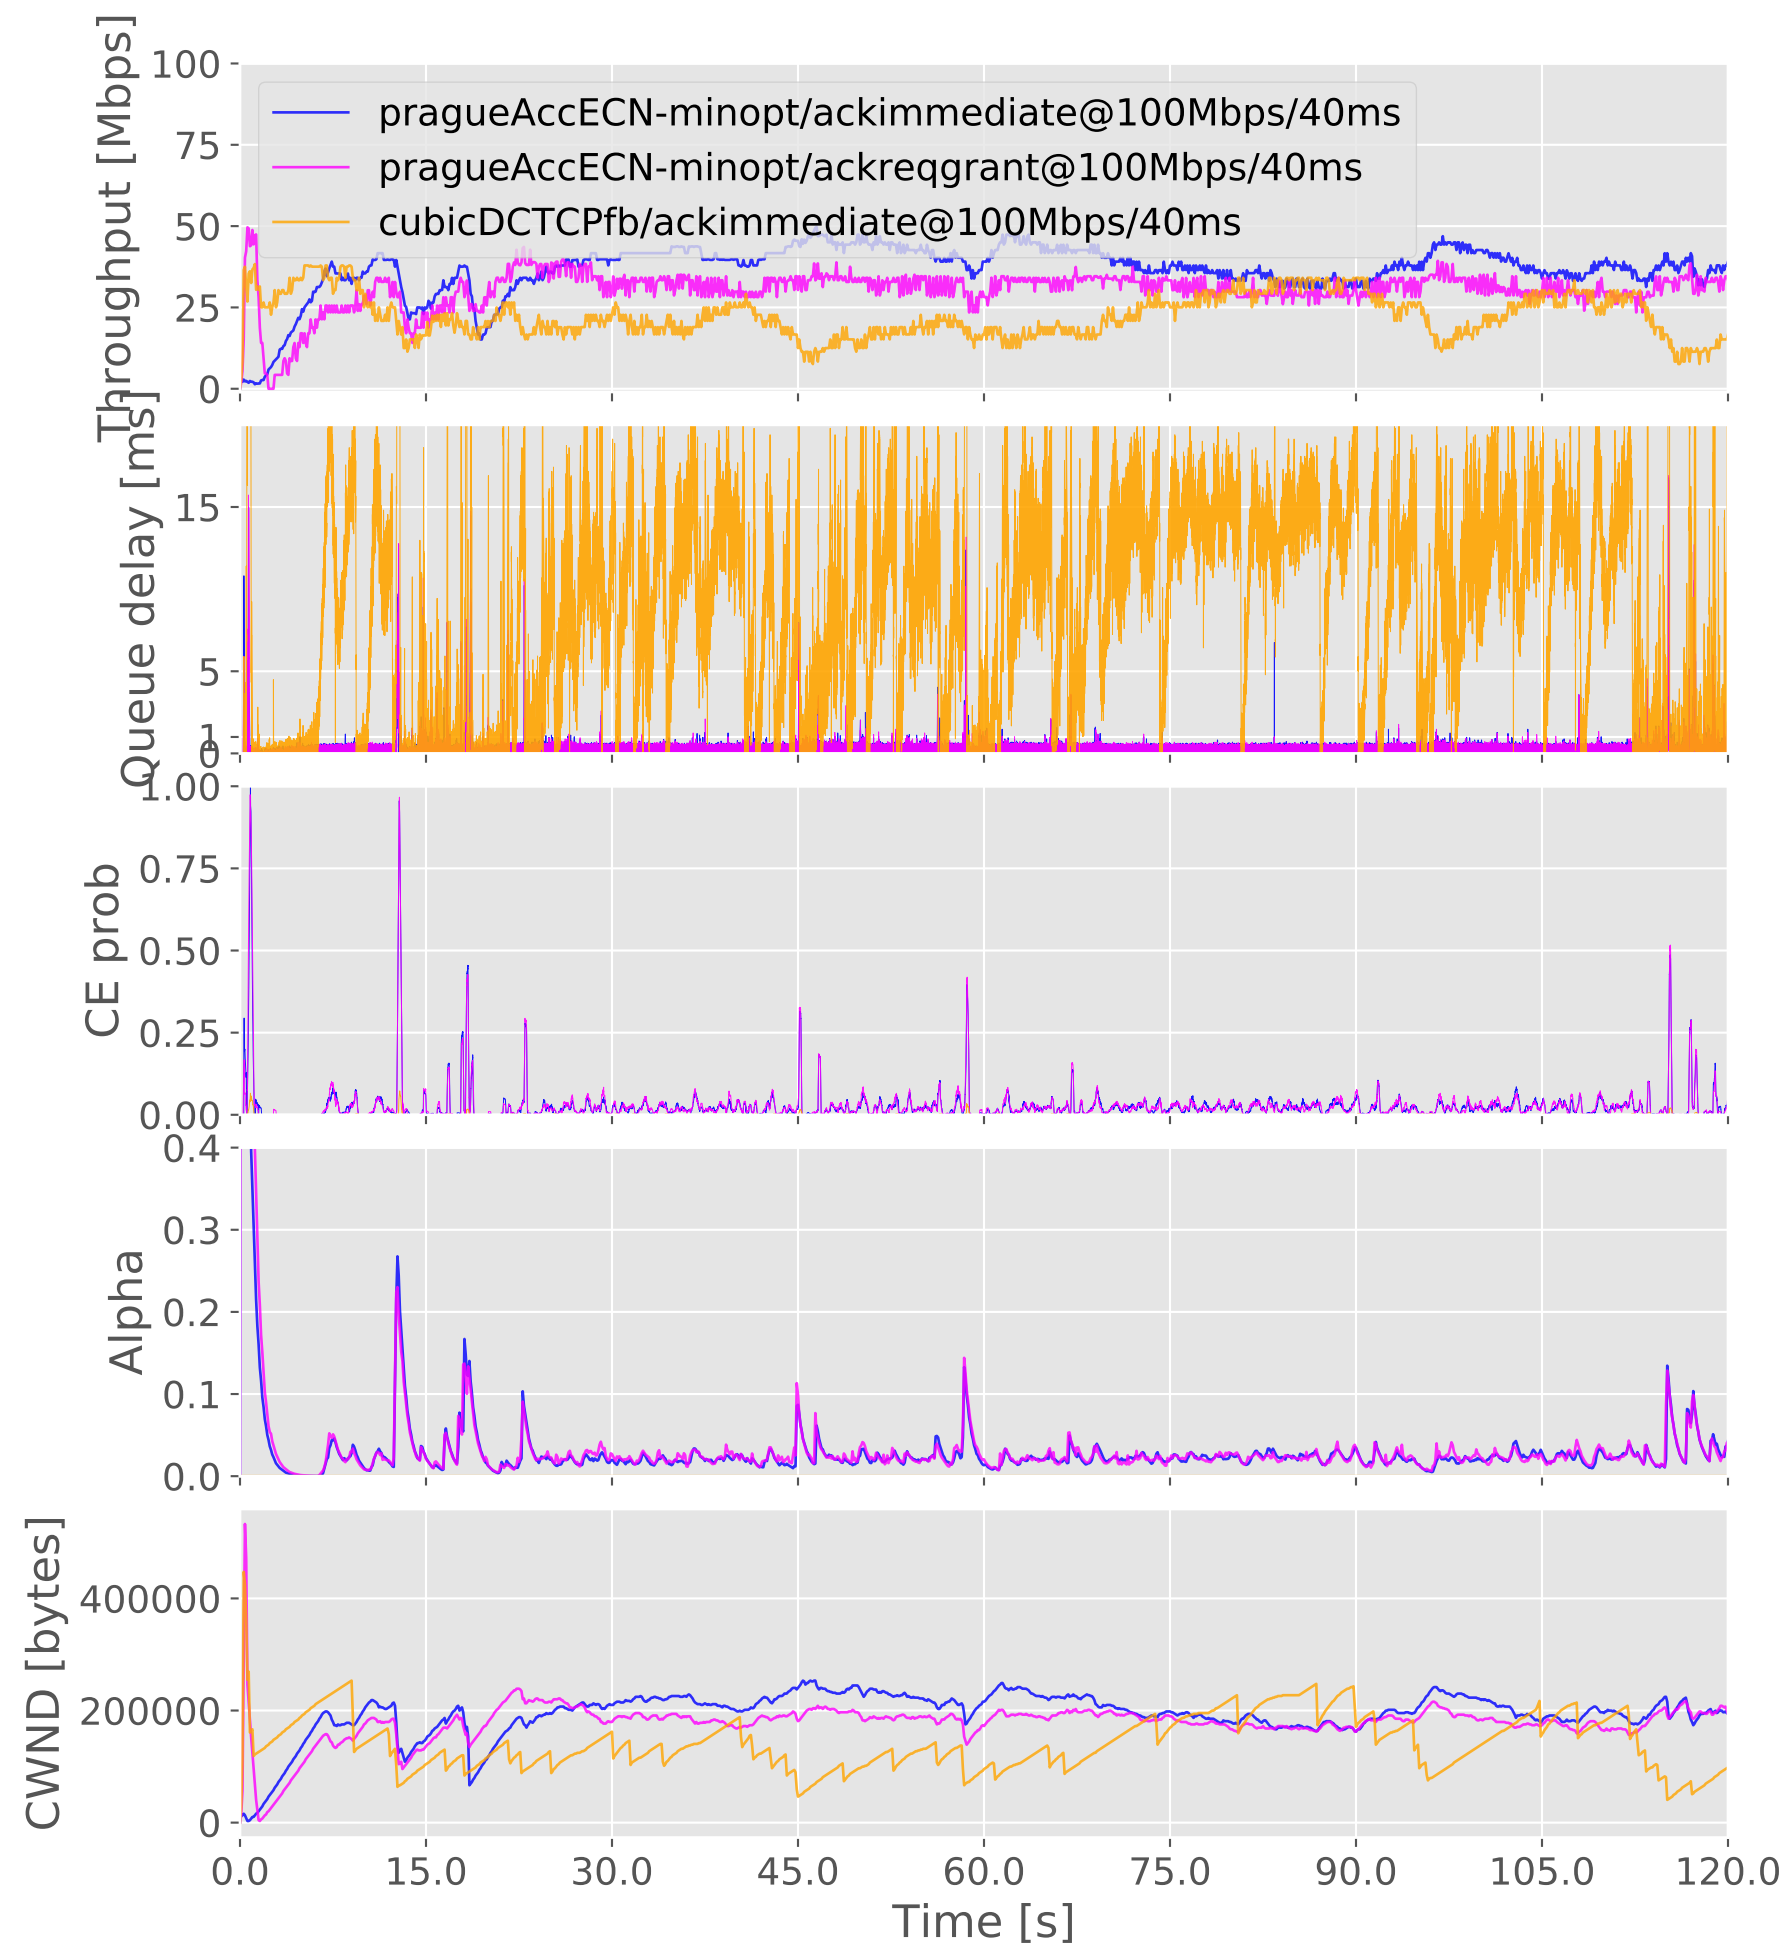 Throughput [Mbps]
100
75
50
25
0
pragueAccECN-minopt/ackimmediate@100Mbps/40ms
pragueAccECN-minopt/ackreqgrant@100Mbps/40ms
cubicDCTCPfb/ackimmediate@100Mbps/40ms
Queue delay [ms]
15
5
1
0
CE prob
1.00
0.75
0.50
0.25
0.00
Alpha
0.4
0.3
0.2
0.1
0.0
CWND [bytes]
400000
200000
0
0.0 15.0 30.0 45.0 60.0 75.0 90.0 105.0 120.0
Time [s]